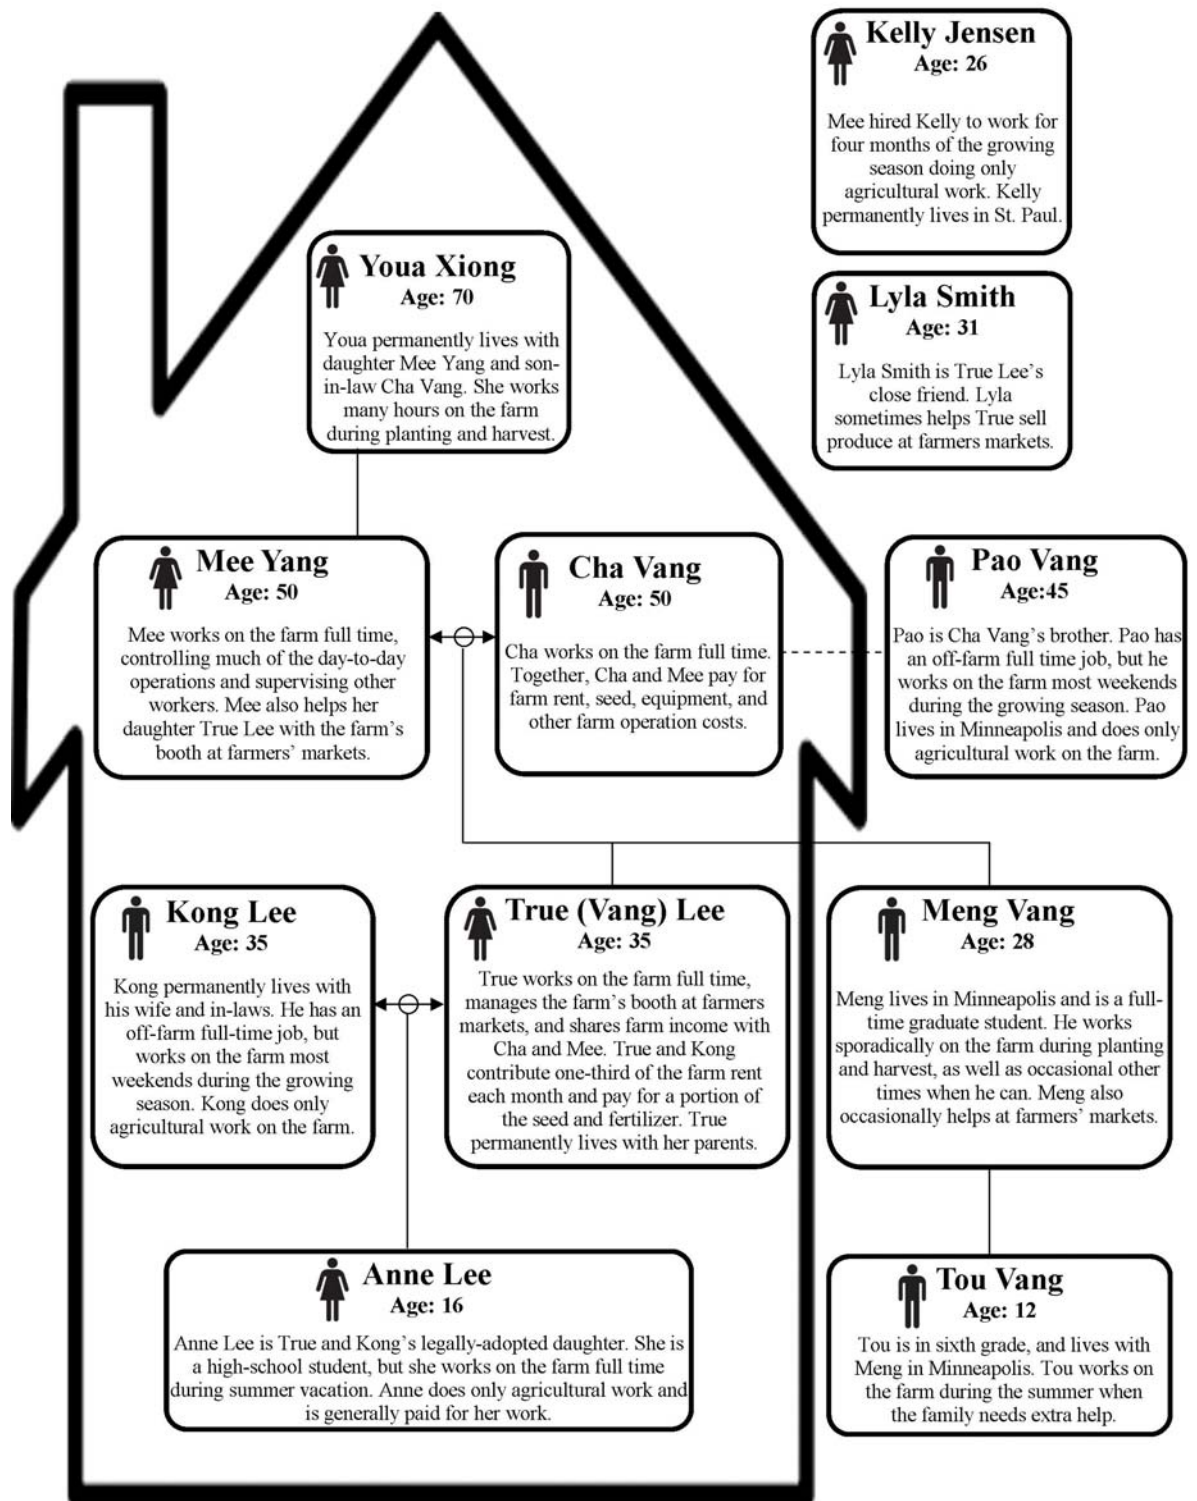 Kelly Jensen
Age: 26
Mee hired Kelly to work for
four months of the growing
season doing only
agricultural work. Kelly
permanently lives in St. Paul.
Youa Xiong
Age: 70
Youa permanently lives with
daughter Mee Yang and son-
in-law Cha Vang. She works
many hours on the farm
during planting and harvest.
Lyla Smith
Age: 31
Lyla Smith is True Lee’s
close friend. Lyla
sometimes helps True sell
produce at farmers markets.
Mee Yang
Age: 50
Mee works on the farm full time,
controlling much of the day-to-day
operations and supervising other
workers. Mee also helps her
daughter True Lee with the farm’s
booth at farmers’ markets.
Cha Vang
Age: 50
Cha works on the farm full time.
Together, Cha and Mee pay for
farm rent, seed, equipment, and
other farm operation costs.
Pao Vang
Age:45
Pao is Cha Vang’s brother. Pao has
an off-farm full time job, but he
works on the farm most weekends
during the growing season. Pao
lives in Minneapolis and does only
agricultural work on the farm.
Kong Lee
Age: 35
Kong permanently lives with
his wife and in-laws. He has an
off-farm full-time job, but
works on the farm most
weekends during the growing
season. Kong does only
agricultural work on the farm.
True (Vang) Lee
Age: 35
True works on the farm full time,
manages the farm’s booth at farmers
markets, and shares farm income with
Cha and Mee. True and Kong
contribute one-third of the farm rent
each month and pay for a portion of
the seed and fertilizer. True
permanently lives with her parents.
Meng Vang
Age: 28
Meng lives in Minneapolis and is a full-
time graduate student. He works
sporadically on the farm during planting
and harvest, as well as occasional other
times when he can. Meng also
occasionally helps at farmers’ markets.
Anne Lee
Age: 16
Anne Lee is True and Kong’s legally-adopted daughter. She is
a high-school student, but she works on the farm full time
during summer vacation. Anne does only agricultural work and
is generally paid for her work.
Tou Vang
Age: 12
Tou is in sixth grade, and lives with
Meng in Minneapolis. Tou works on
the farm during the summer when
the family needs extra help.